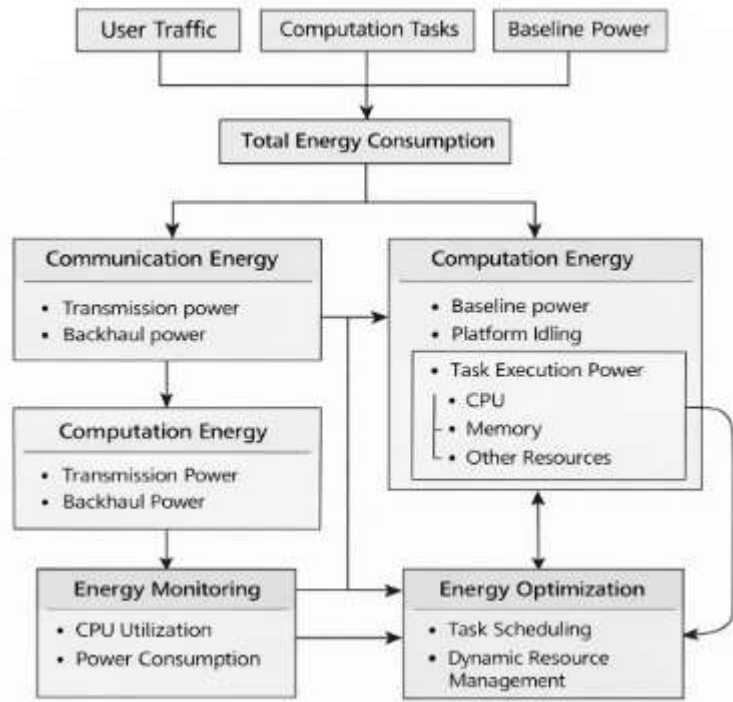 User Traffic
Computation Tasks
Baseline Power
Total Energy Consumption
Communication Energy
• Transmission power
• Backhaul power
Computation Energy
• Baseline power
• Platform Idling
• Task Execution Power
• CPU
• Memory
• Other Resources
Computation Energy
• Transmission Power
• Backhaul Power
Energy Monitoring
• CPU Utilization
• Power Consumption
Energy Optimization
• Task Scheduling
• Dynamic Resource
Management